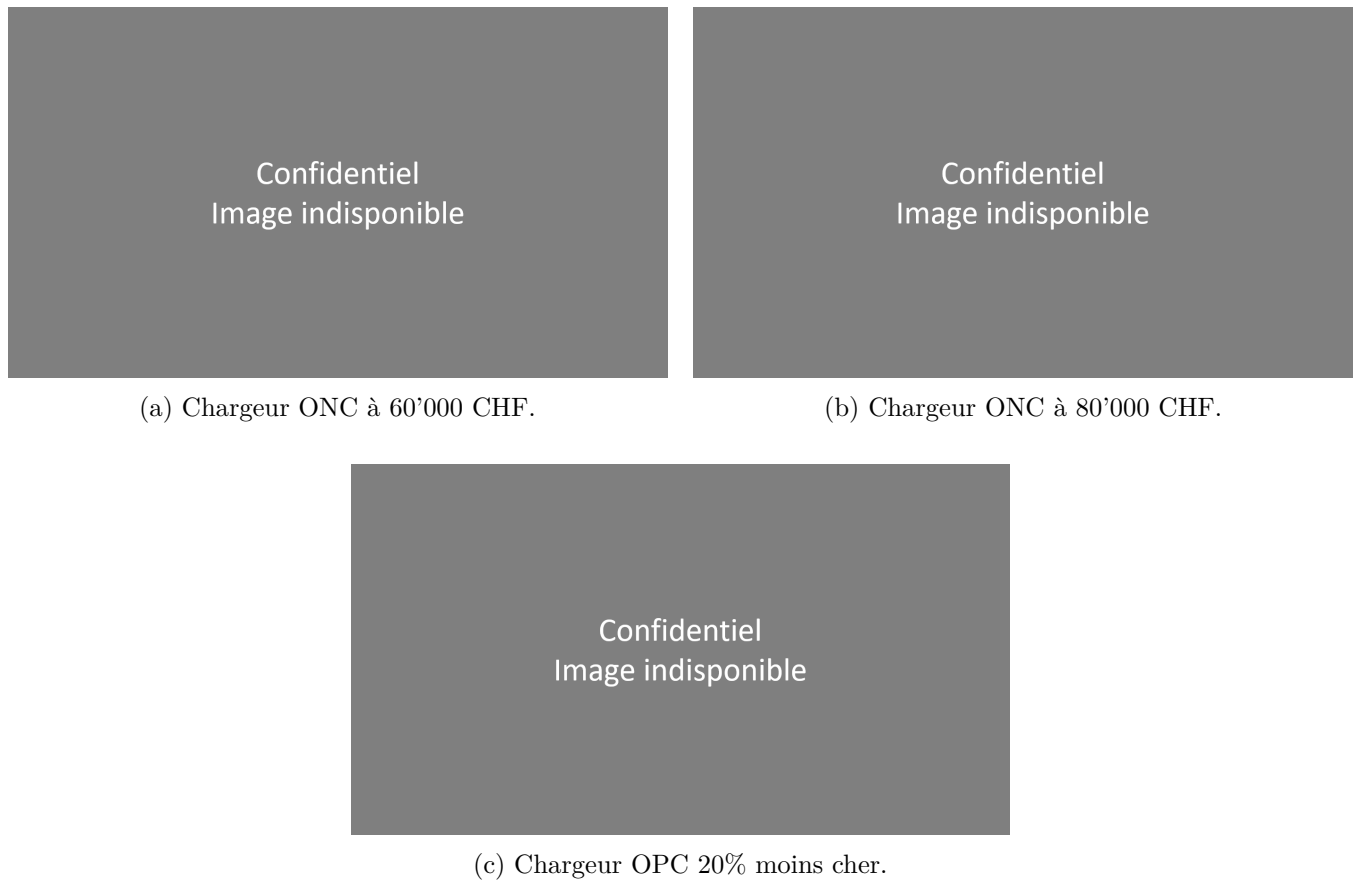 Confidentiel
Image indisponible
Confidentiel
Image indisponible
(a) Chargeur ONC à 60'000 CHF.
(b) Chargeur ONC à 80'000 CHF.
Confidentiel
Image indisponible
(c) Chargeur OPC 20% moins cher.